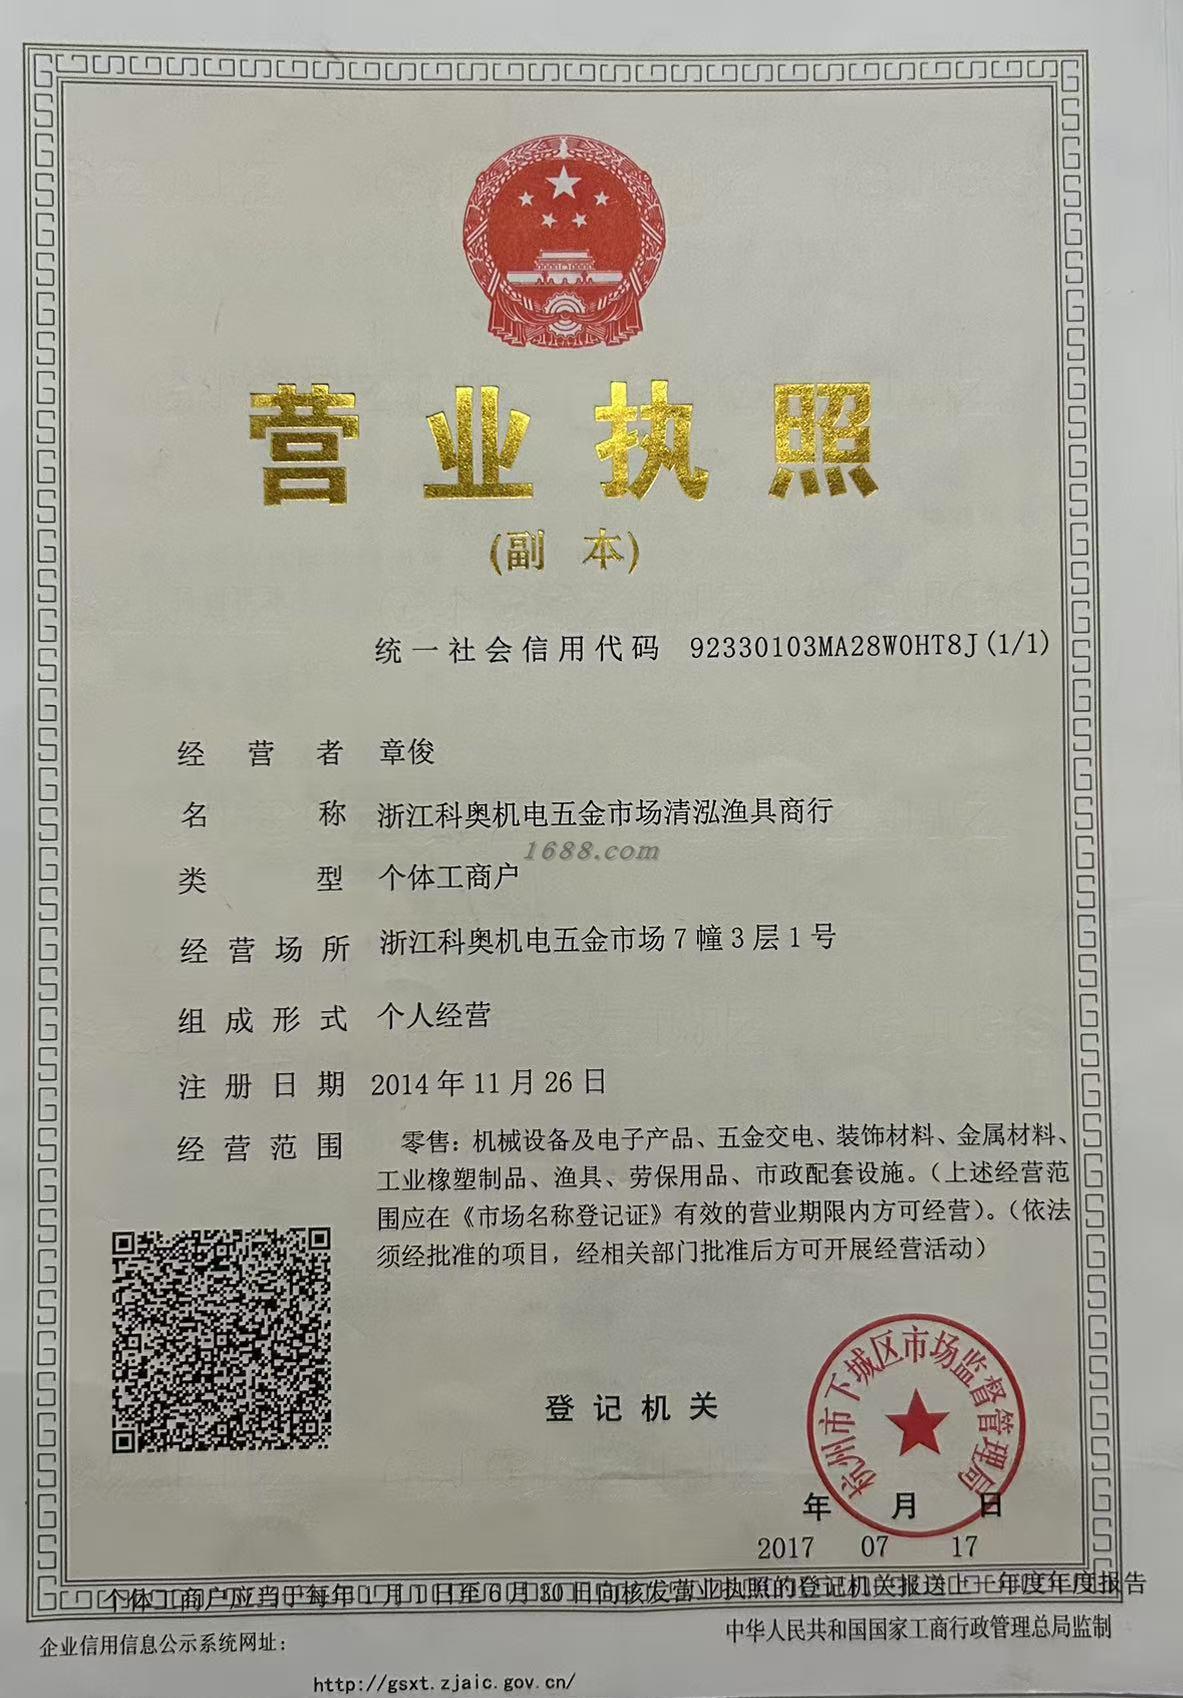 营业执照
(副 本)
统一社会信用代码 92330103MA28W0HT8J(1/1)
经营者 章俊
名称 浙江科奥机电五金市场清泓渔具商行
1688.com
类型 个体工商户
经营场所 浙江科奥机电五金市场7幢3层1号
组成形式 个人经营
注册日期 2014年11月26日
经营范围 零售：机械设备及电子产品、五金交电、装饰材料、金属材料、
工业橡塑制品、渔具、劳保用品、市政配套设施。（上述经营范
围应在《市场名称登记证》有效的营业期限内方可经营）。（依法
须经批准的项目，经相关部门批准后方可开展经营活动）
杭州市下城区市场监督管理局
登记机关
年 月 日
2017 07 17
个体工商户应当于每年1月1日至6月30日向核发营业执照的登记机关报送上一年度年度报告
企业信用信息公示系统网址：
中华人民共和国国家工商行政管理总局监制
http://gsxt.zjaic.gov.cn/